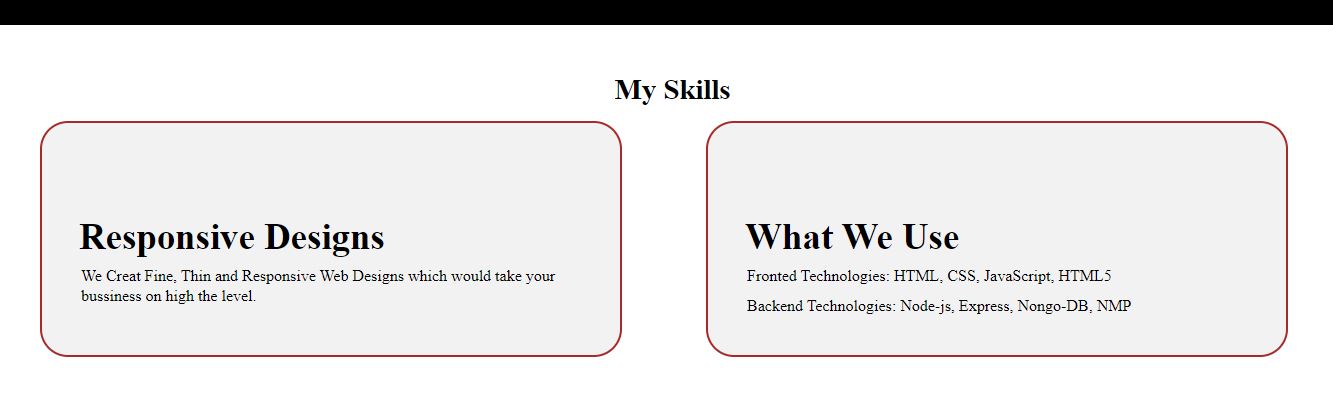 My Skills
Responsive Designs
We Creat Fine, Thin and Responsive Web Designs which would take your
bussiness on high the level.
What We Use
Fronted Technologies: HTML, CSS, JavaScript, HTML5
Backend Technologies: Node-js, Express, Nongo-DB, NMP